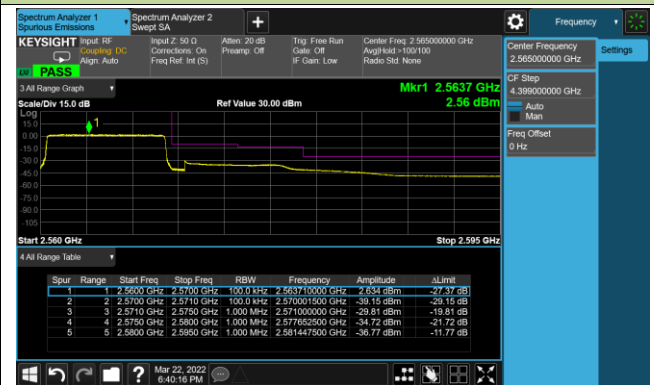 Spectrum Analyzer 1
Spurious Emissions
Spectrum Analyzer 2
Swept SA
Frequency
KEYSIGHT
Input: RF
Coupling: DC
Align: Auto
Input Z: 50 Ω
Corrections: On
Freq Ref: Int (S)
Atten: 20 dB
Preamp: Off
Trig: Free Run
Gate: Off
IF Gain: Low
Center Freq: 2.565000000 GHz
Avg|Hold:>100/100
Radio Std: None
PASS
Center Frequency
2.565000000 GHz
Settings
CF Step
4.399000000 GHz
Auto
Man
Freq Offset
0 Hz
3 All Range Graph
Mkr1 2.5637 GHz
Scale/Div 15.0 dB
Ref Value 30.00 dBm
2.56 dBm
Log
1
15.0
0.00
-15.0
-30.0
-45.0
-60.0
-75.0
-90.0
-105
Start 2.560 GHz
Stop 2.595 GHz
4 All Range Table
Spur Range Start Freq Stop Freq RBW Frequency Amplitude ΔLimit
1 1 2.5600 GHz 2.5700 GHz 100.0 kHz 2.563710000 GHz 2.634 dBm -27.37 dB
2 2 2.5700 GHz 2.5710 GHz 100.0 kHz 2.570001500 GHz -39.15 dBm -29.15 dB
3 3 2.5710 GHz 2.5750 GHz 1.000 MHz 2.571000000 GHz -29.81 dBm -19.81 dB
4 4 2.5750 GHz 2.5800 GHz 1.000 MHz 2.577652500 GHz -34.72 dBm -21.72 dB
5 5 2.5800 GHz 2.5950 GHz 1.000 MHz 2.581447500 GHz -36.77 dBm -11.77 dB
Mar 22, 2022
6:40:16 PM